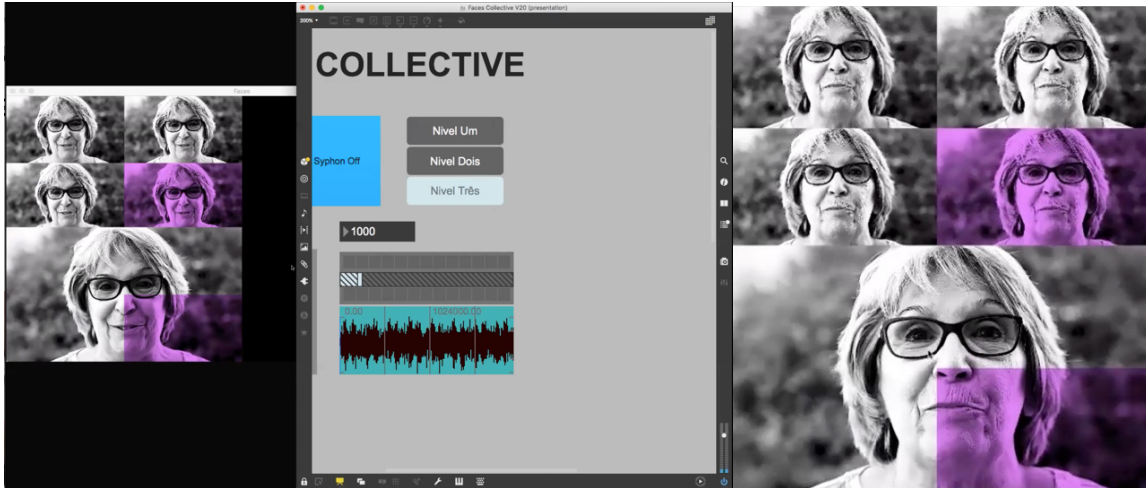 Faces
Faces Collective V20 (presentation)
200%
COLLECTIVE
Syphon Off
Nivel Um
Nivel Dois
Nivel Três
1000
0.00
1024000.00